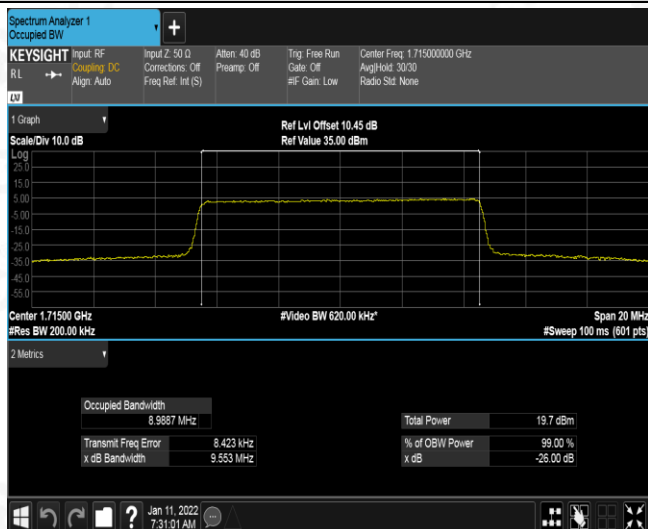 Spectrum Analyzer 1
Occupied BW
+
KEYSIGHT Input: RF Input Z: 50 Ω Atten: 40 dB Trig: Free Run Center Freq: 1.715000000 GHz
RL Coupling: DC Corrections: Off Preamp: Off Gate: Off Avg|Hold: 30/30
Align: Auto Freq Ref: Int (S) #IF Gain: Low Radio Std: None
LXI
1 Graph
Ref Lvl Offset 10.45 dB
Scale/Div 10.0 dB Ref Value 35.00 dBm
Log
25.0
15.0
5.00
-5.00
-15.0
-25.0
-35.0
-45.0
-55.0
Center 1.71500 GHz #Video BW 620.00 kHz* Span 20 MHz
#Res BW 200.00 kHz #Sweep 100 ms (601 pts)
2 Metrics
Occupied Bandwidth
8.9887 MHz Total Power 19.7 dBm
Transmit Freq Error 8.423 kHz % of OBW Power 99.00 %
x dB Bandwidth 9.553 MHz x dB -26.00 dB
? Jan 11, 2022
7:31:01 AM